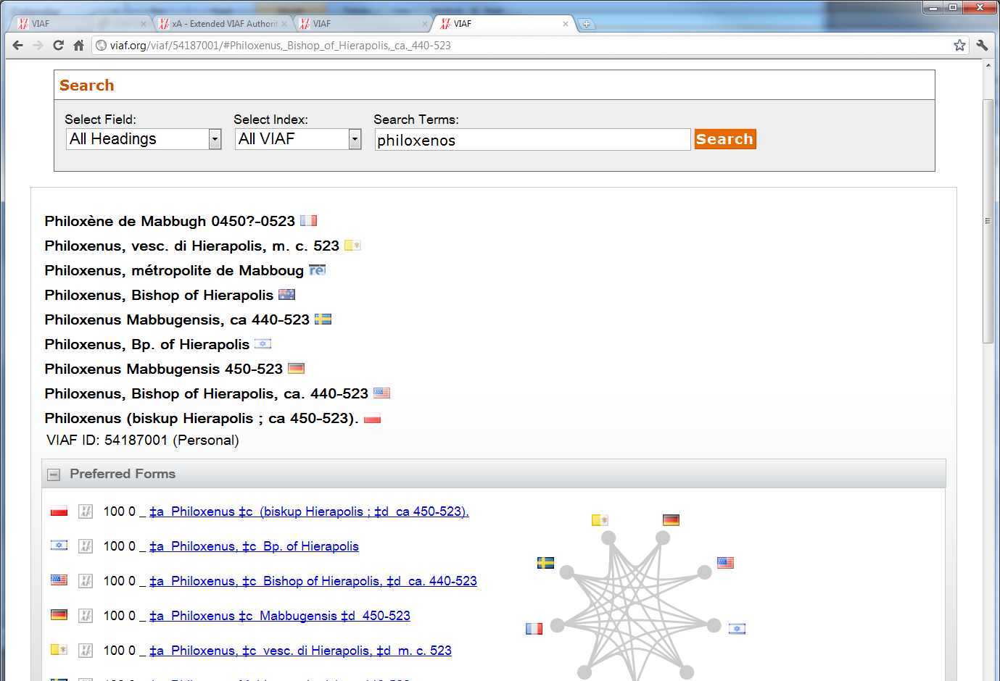 VIAF
xA - Extended VIAF Authorit
VIAF
VIAF
viaf.org/viaf/54187001/#Philoxenus,_Bishop_of_Hierapolis,_ca._440-523
Search
Select Field: Select Index: Search Terms:
All Headings All VIAF philoxenos Search
Philoxène de Mabbugh 0450?-0523
Philoxenus, vesc. di Hierapolis, m. c. 523
Philoxenus, métropolite de Mabboug
Philoxenus, Bishop of Hierapolis
Philoxenus Mabbugensis, ca 440-523
Philoxenus, Bp. of Hierapolis
Philoxenus Mabbugensis 450-523
Philoxenus, Bishop of Hierapolis, ca. 440-523
Philoxenus (biskup Hierapolis ; ca 450-523).
VIAF ID: 54187001 (Personal)
Preferred Forms
100 0 _ ‡a Philoxenus ‡c (biskup Hierapolis ; ‡d ca 450-523).
100 0 _ ‡a Philoxenus, ‡c Bp. of Hierapolis
100 0 _ ‡a Philoxenus, ‡c Bishop of Hierapolis, ‡d ca. 440-523
100 0 _ ‡a Philoxenus ‡c Mabbugensis ‡d 450-523
100 0 _ ‡a Philoxenus, ‡c vesc. di Hierapolis, ‡d m. c. 523